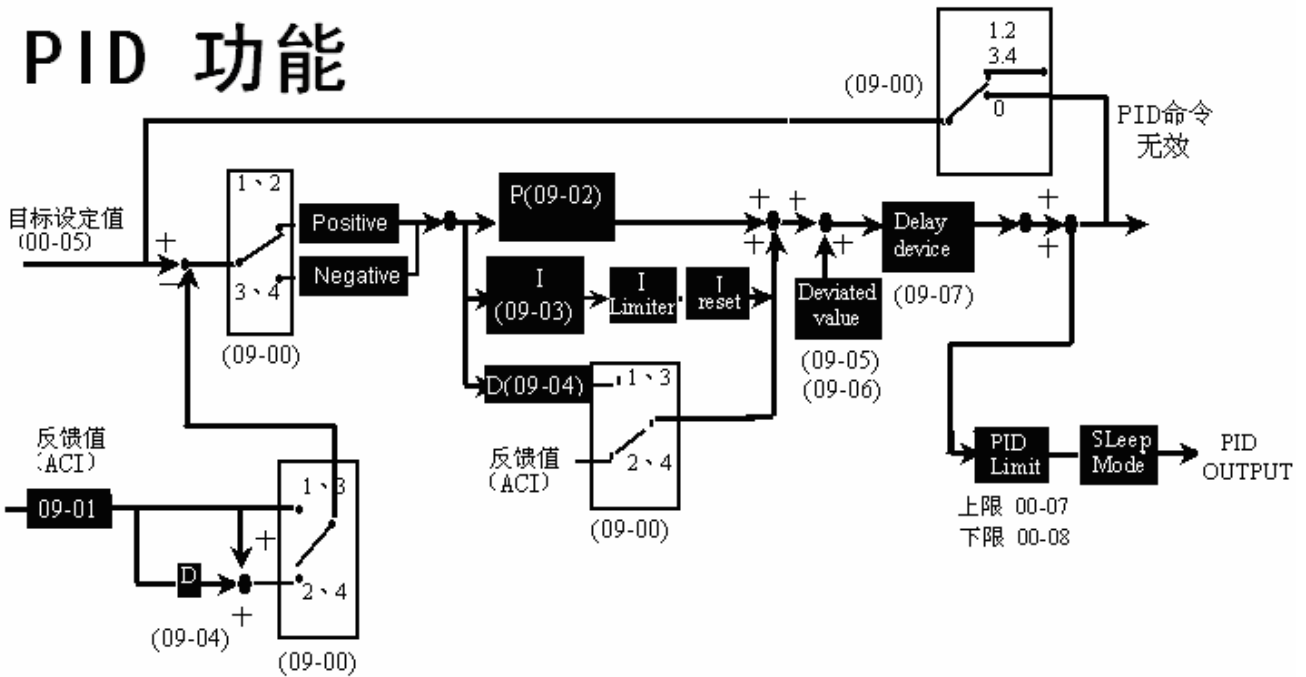 PID 功能
1.2
3.4
(09-00)
0
PID命令
无效
目标设定值
(00-05)
+
−
1、2
3、4
(09-00)
Positive
Negative
P(09-02)
I
(09-03)
I
Limiter
I
reset
D(09-04)
1、3
2、4
反馈值
(ACI)
(09-00)
+
+
+
+
Deviated
value
(09-05)
(09-06)
Delay
device
(09-07)
+
+
PID
Limit
上限 00-07
下限 00-08
SLeep
Mode
PID
OUTPUT
反馈值
(ACI)
09-01
D
(09-04)
+
+
1、3
2、4
(09-00)